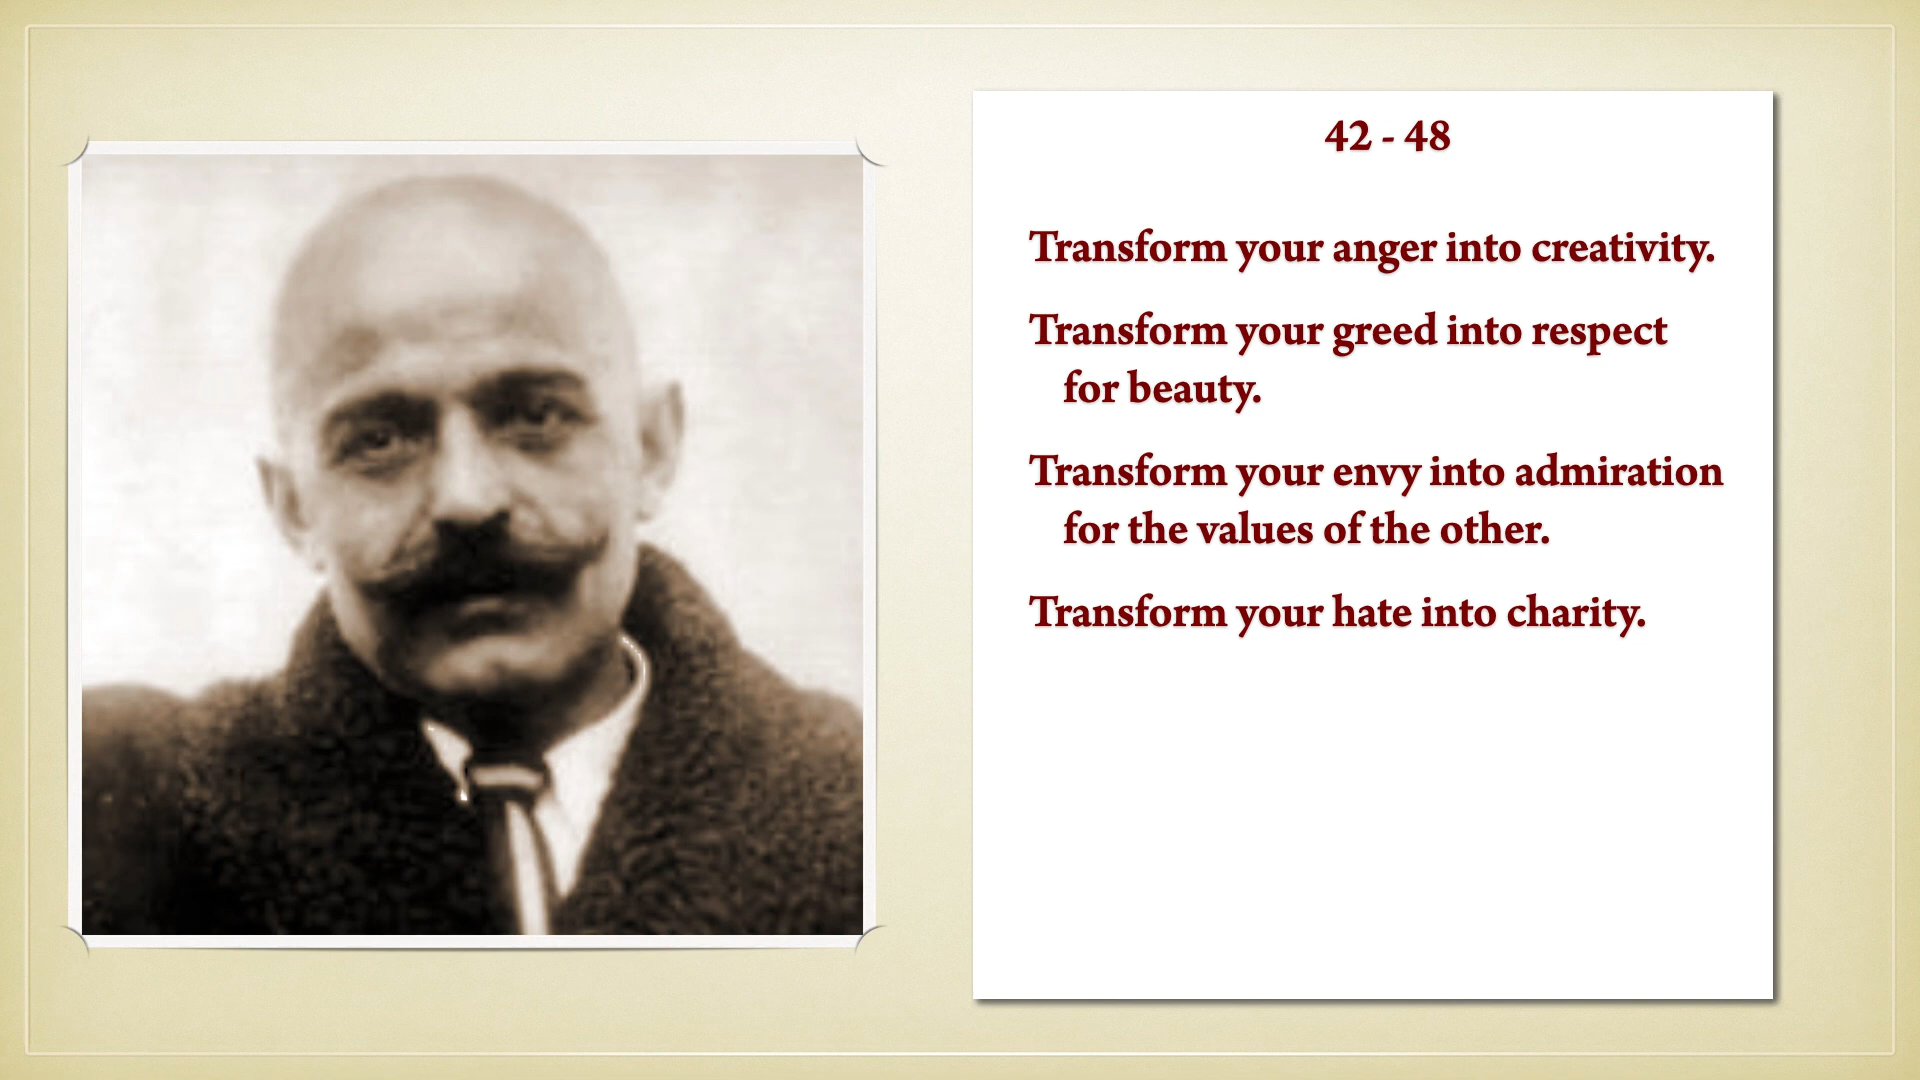 42 - 48
Transform your anger into creativity.
Transform your greed into respect
for beauty.
Transform your envy into admiration
for the values of the other.
Transform your hate into charity.